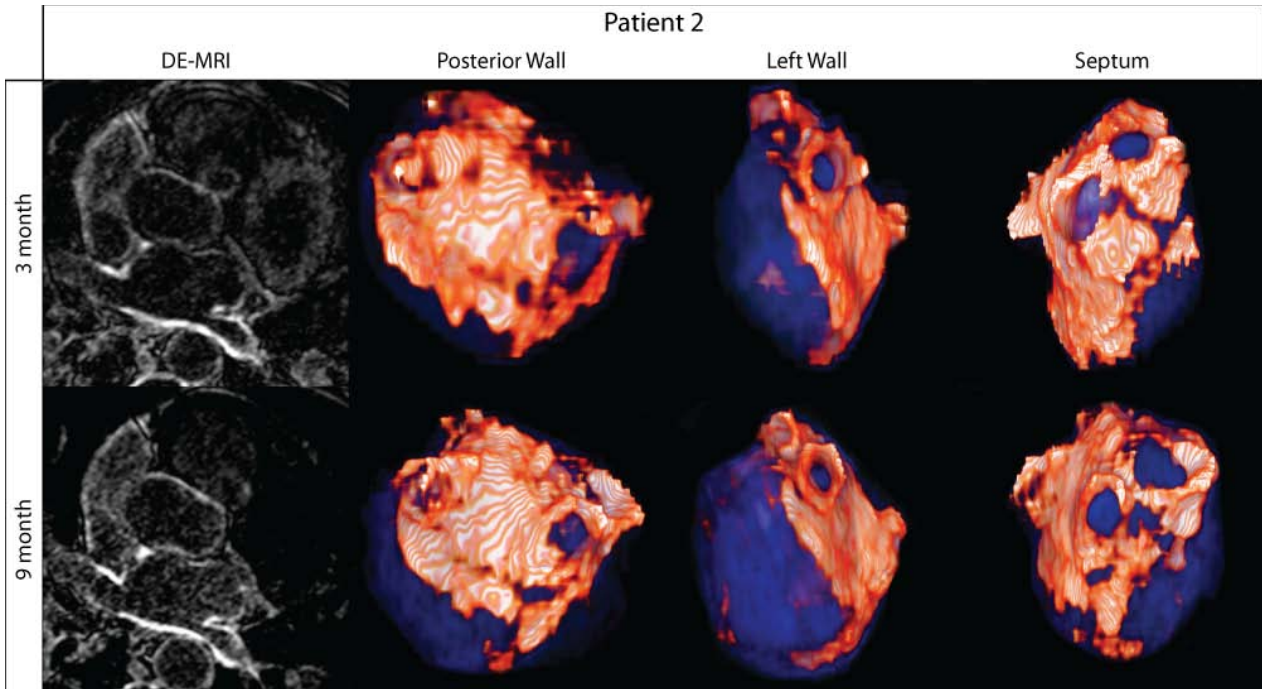 Patient 2
DE-MRI
Posterior Wall
Left Wall
Septum
3 month
9 month